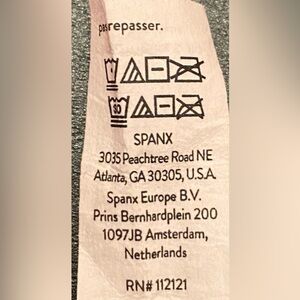 repasser.
SPANX
3035 Peachtree Road NE
Atlanta, GA 30305, U.S.A.
Spanx Europe B.V.
Prins Bernhardplein 200
1097JB Amsterdam,
Netherlands
RN# 112121